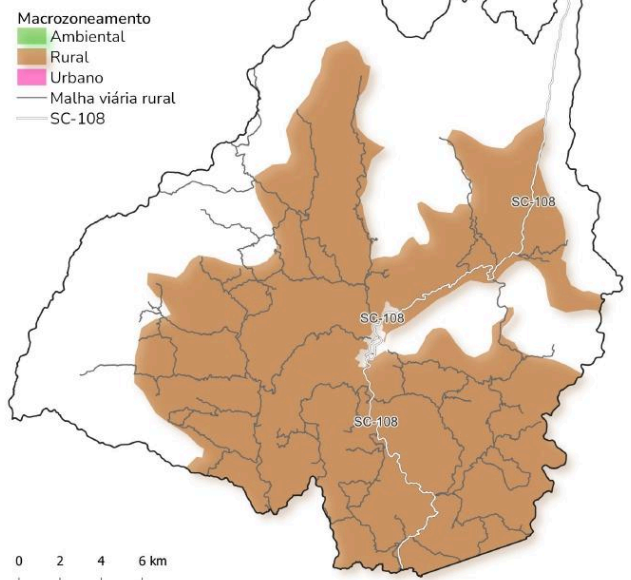 Macrozoneamento
Ambiental
Rural
Urbano
Malha viária rural
SC-108
SC-108
SC-108
SC-108
0 2 4 6 km